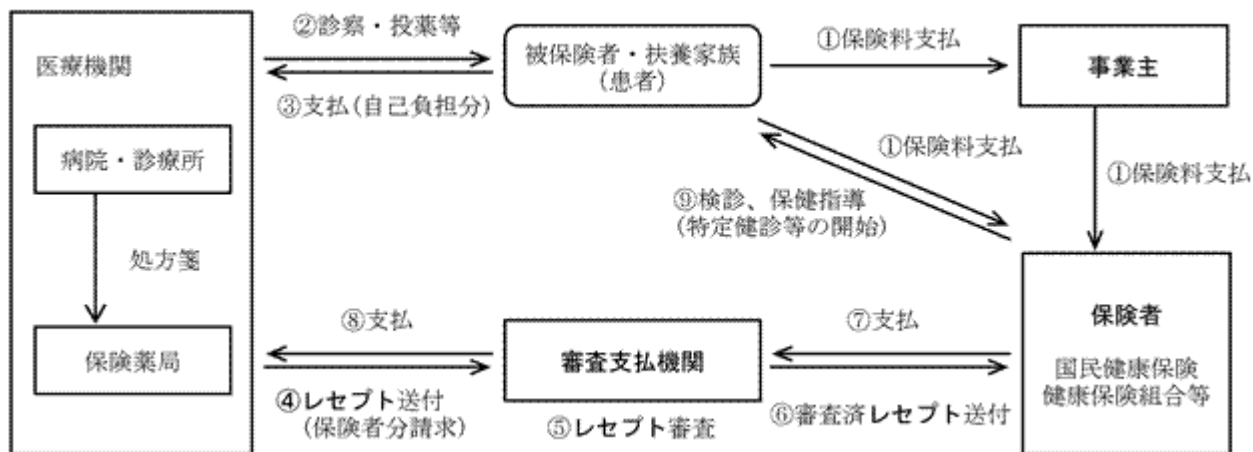 医療機関
病院・診療所
処方箋
保険薬局
②診察・投薬等
③支払(自己負担分)
被保険者・扶養家族
(患者)
①保険料支払
事業主
①保険料支払
①保険料支払
⑨検診、保健指導
(特定健診等の開始)
保険者
国民健康保険
健康保険組合等
⑧支払
④レセプト送付
(保険者分請求)
審査支払機関
⑤レセプト審査
⑦支払
⑥審査済レセプト送付